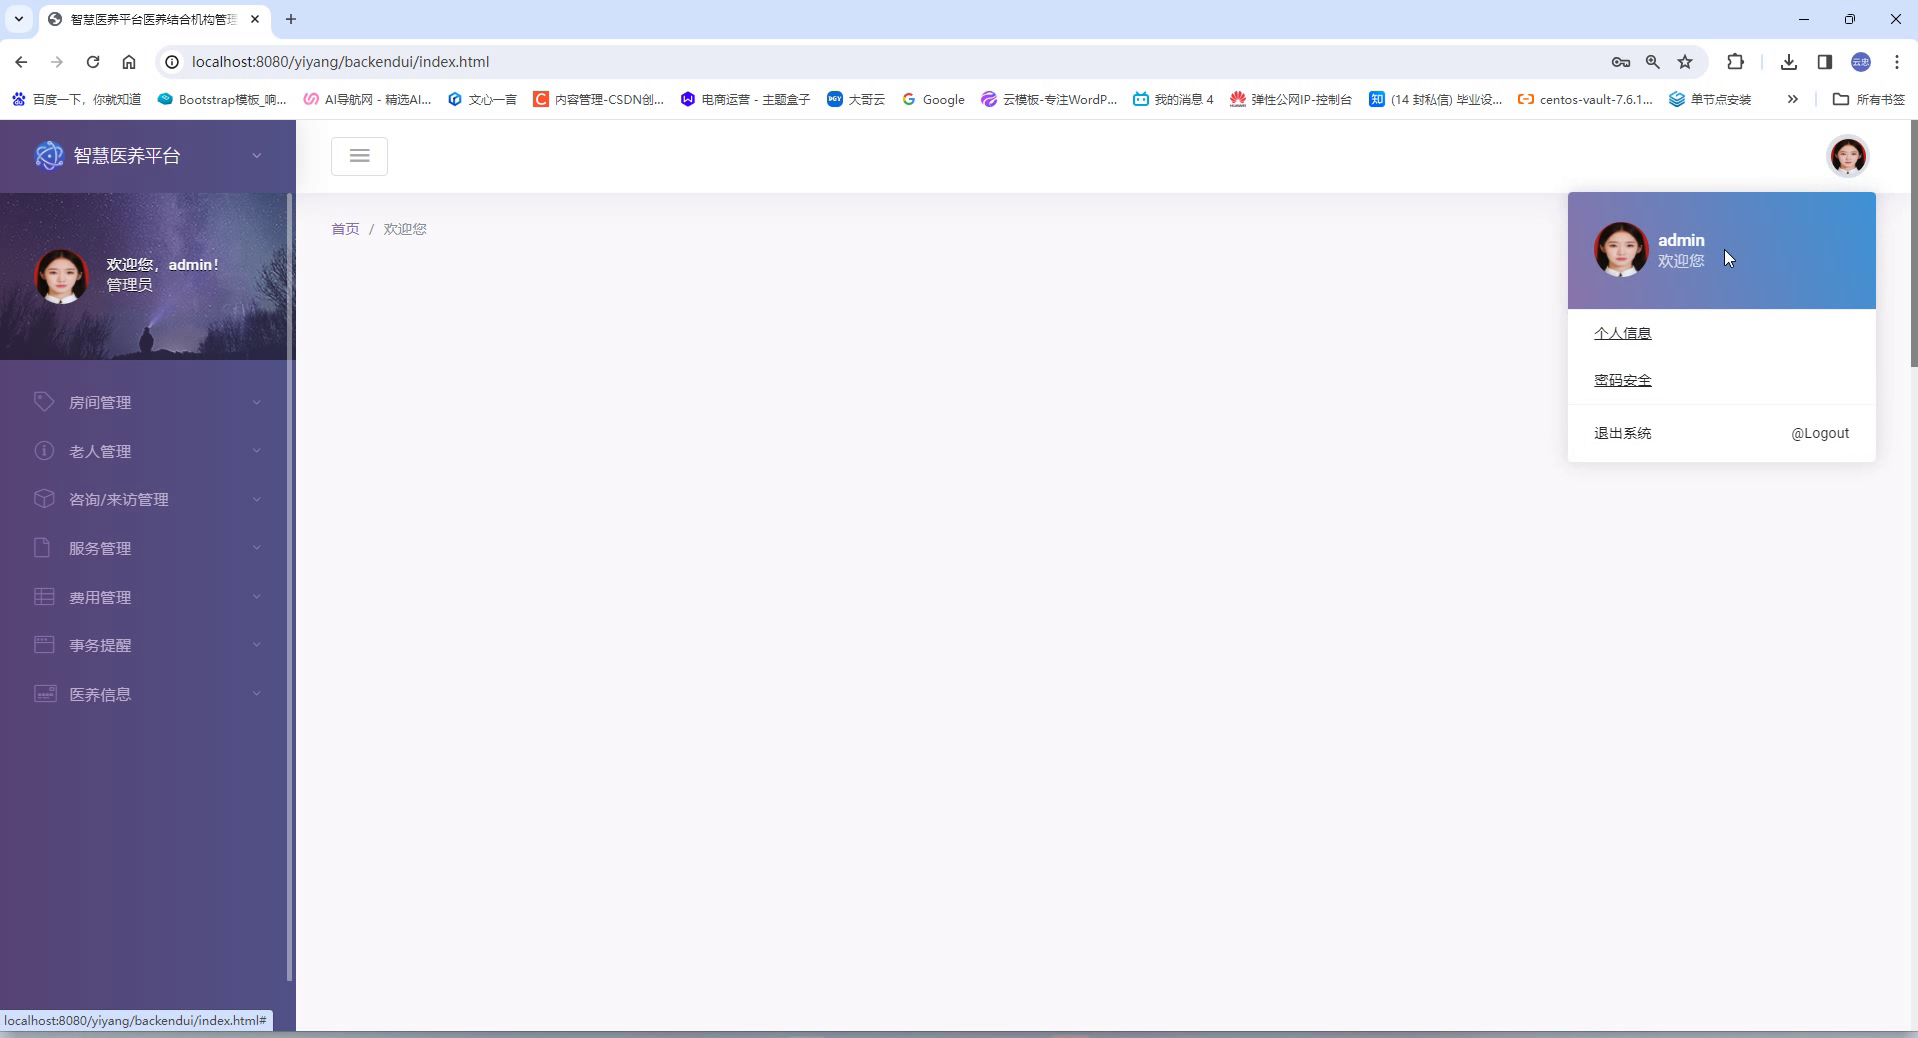 智慧医养平台医养结合机构管理
localhost:8080/yiyang/backendui/index.html
云忠
百度一下，你就知道
Bootstrap模板_响...
AI导航网 - 精选AI...
文心一言
内容管理-CSDN创...
电商运营 - 主题盒子
大哥云
Google
云模板-专注WordP...
我的消息 4
弹性公网IP-控制台
(14 封私信) 毕业设...
centos-vault-7.6.1...
单节点安装
所有书签
智慧医养平台
欢迎您，admin！
管理员
房间管理
老人管理
咨询/来访管理
服务管理
费用管理
事务提醒
医养信息
首页 / 欢迎您
admin
欢迎您
个人信息
密码安全
退出系统 @Logout
localhost:8080/yiyang/backendui/index.html#